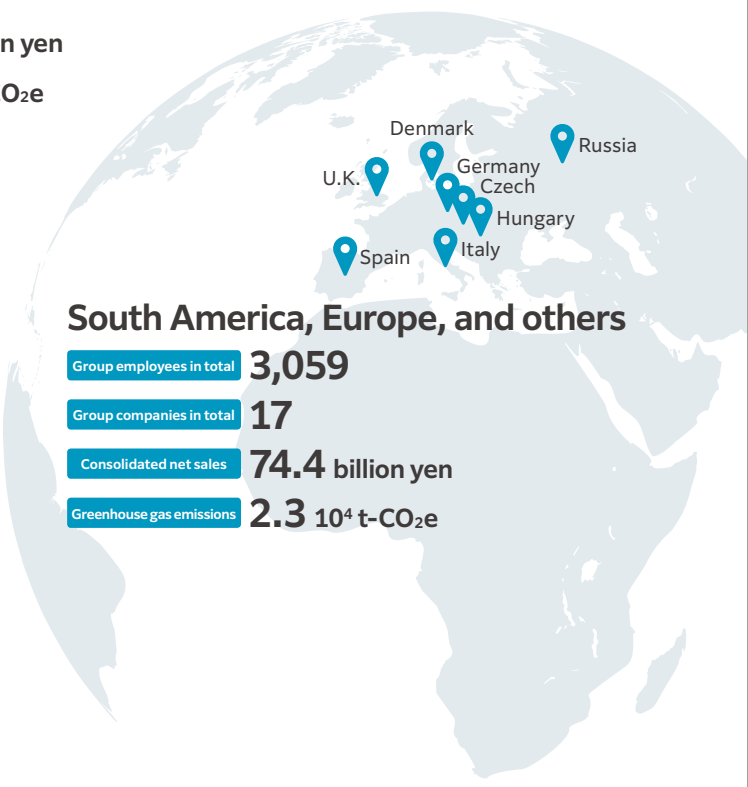 n yen
O₂e
Denmark
Russia
Germany
U.K.
Czech
Hungary
Italy
Spain
South America, Europe, and others
Group employees in total 3,059
Group companies in total 17
Consolidated net sales 74.4 billion yen
Greenhouse gas emissions 2.3 10⁴ t-CO₂e